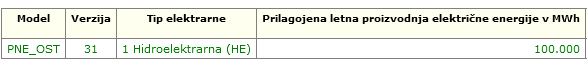 Model Verzija Tip elektrarne Prilagojena letna proizvodnja električne energije v MWh
PNE_OST 31 1 Hidroelektrarna (HE) 100.000